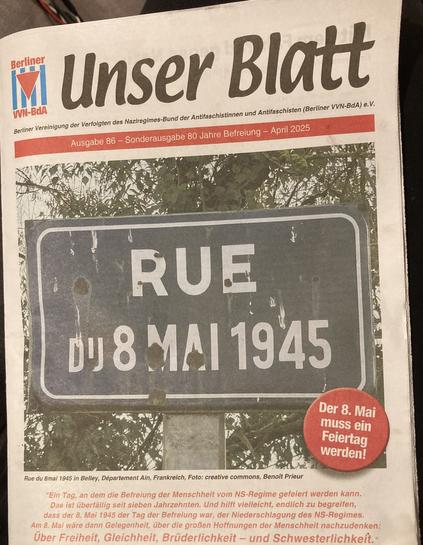 Berliner
VVN-BdA
Unser Blatt
Berliner Vereinigung der Verfolgten des Naziregimes-Bund der Antifaschistinnen und Antifaschisten (Berliner VVN-BdA) e.V.
Ausgabe 86 – Sonderausgabe 80 Jahre Befreiung – April 2025
RUE
DU 8 MAI 1945
Der 8. Mai
muss ein
Feiertag
werden!
Rue du 8mai 1945 in Belley, Département Ain, Frankreich, Foto: creative commons, Benoît Prieur
"Ein Tag, an dem die Befreiung der Menschheit vom NS-Regime gefeiert werden kann.
Das ist überfällig seit sieben Jahrzehnten. Und hilft vielleicht, endlich zu begreifen,
dass der 8. Mai 1945 der Tag der Befreiung war, der Niederschlagung des NS-Regimes.
Am 8. Mai wäre dann Gelegenheit, über die großen Hoffnungen der Menschheit nachzudenken:
Über Freiheit, Gleichheit, Brüderlichkeit – und Schwesterlichkeit."